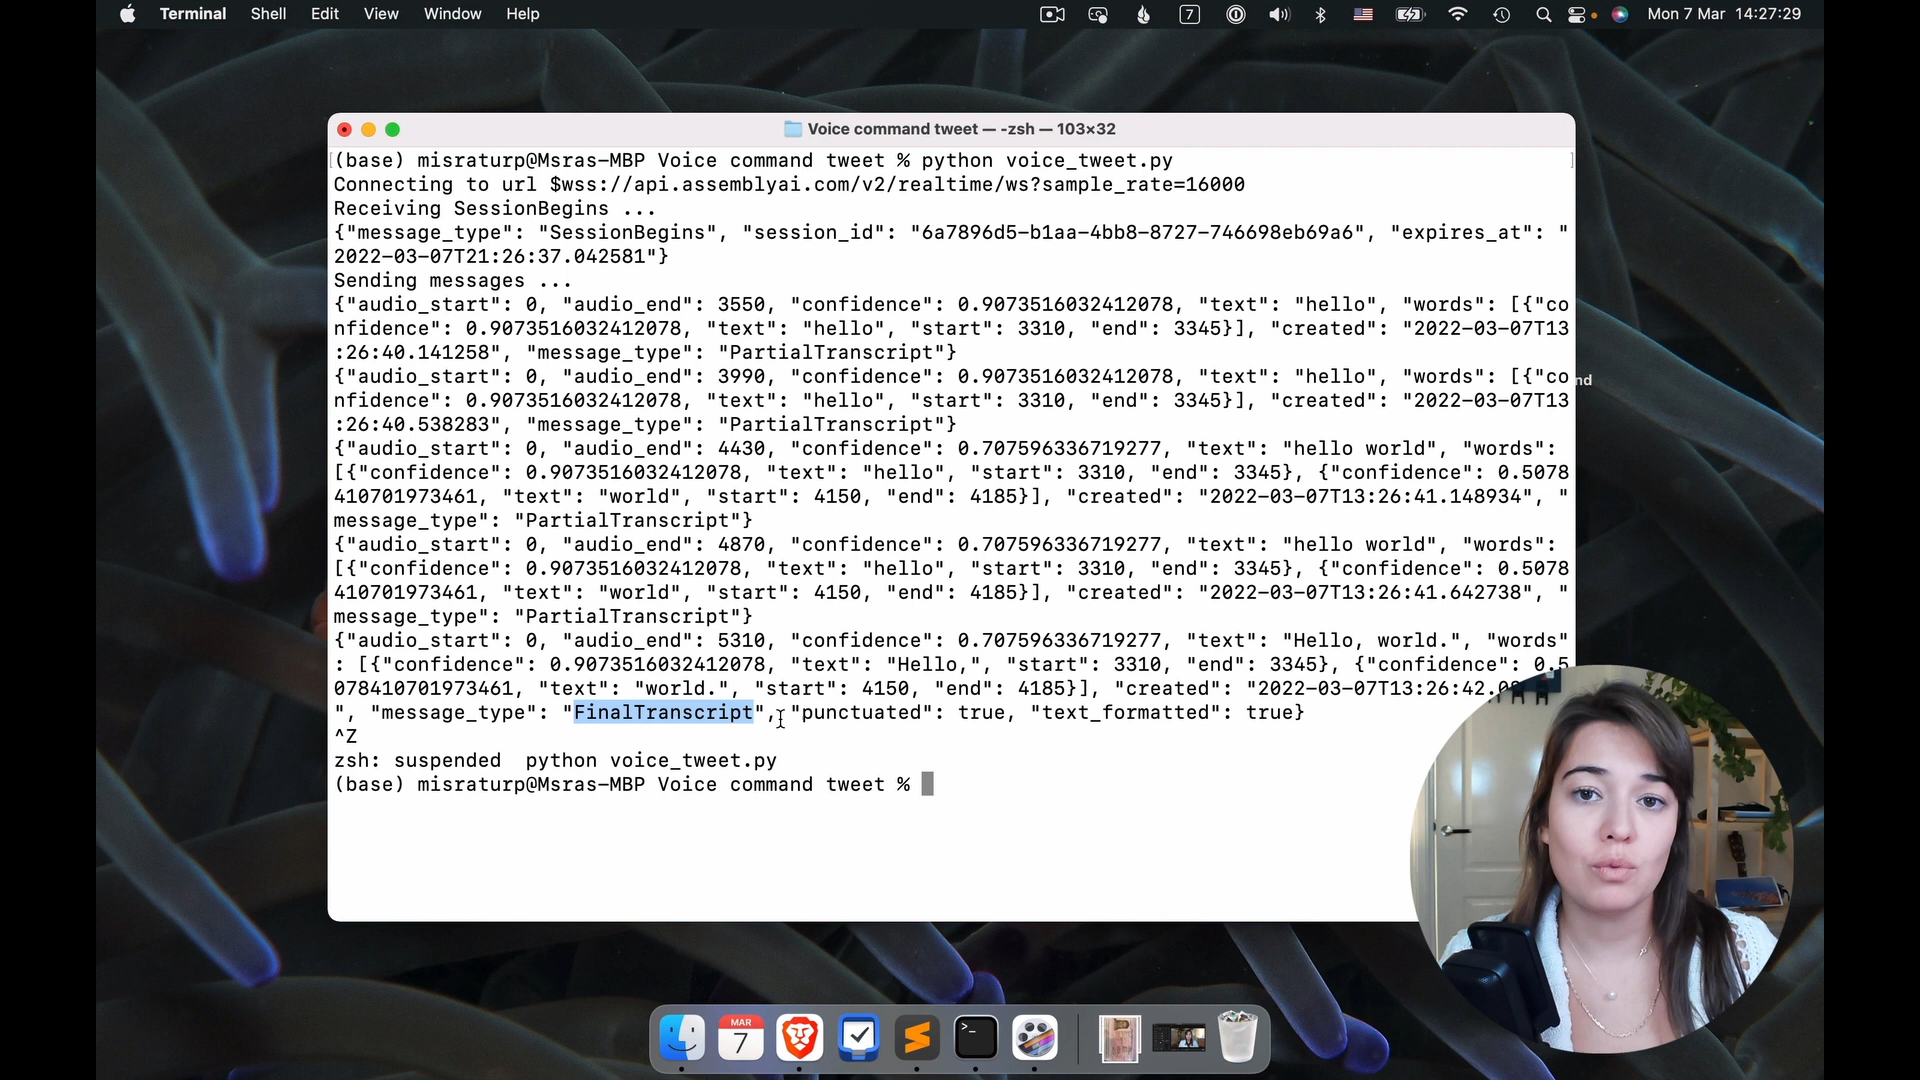 Terminal Shell Edit View Window Help 7 Mon 7 Mar 14:27:29
Voice command tweet — -zsh — 103×32
(base) misraturp@Msras-MBP Voice command tweet % python voice_tweet.py
Connecting to url $wss://api.assemblyai.com/v2/realtime/ws?sample_rate=16000
Receiving SessionBegins ...
{"message_type": "SessionBegins", "session_id": "6a7896d5-b1aa-4bb8-8727-746698eb69a6", "expires_at": "
2022-03-07T21:26:37.042581"}
Sending messages ...
{"audio_start": 0, "audio_end": 3550, "confidence": 0.9073516032412078, "text": "hello", "words": [{"co
nfidence": 0.9073516032412078, "text": "hello", "start": 3310, "end": 3345}], "created": "2022-03-07T13
:26:40.141258", "message_type": "PartialTranscript"}
{"audio_start": 0, "audio_end": 3990, "confidence": 0.9073516032412078, "text": "hello", "words": [{"co
nd
nfidence": 0.9073516032412078, "text": "hello", "start": 3310, "end": 3345}], "created": "2022-03-07T13
:26:40.538283", "message_type": "PartialTranscript"}
{"audio_start": 0, "audio_end": 4430, "confidence": 0.707596336719277, "text": "hello world", "words":
[{"confidence": 0.9073516032412078, "text": "hello", "start": 3310, "end": 3345}, {"confidence": 0.5078
410701973461, "text": "world", "start": 4150, "end": 4185}], "created": "2022-03-07T13:26:41.148934", "
message_type": "PartialTranscript"}
{"audio_start": 0, "audio_end": 4870, "confidence": 0.707596336719277, "text": "hello world", "words":
[{"confidence": 0.9073516032412078, "text": "hello", "start": 3310, "end": 3345}, {"confidence": 0.5078
410701973461, "text": "world", "start": 4150, "end": 4185}], "created": "2022-03-07T13:26:41.642738", "
message_type": "PartialTranscript"}
{"audio_start": 0, "audio_end": 5310, "confidence": 0.707596336719277, "text": "Hello, world.", "words"
: [{"confidence": 0.9073516032412078, "text": "Hello,", "start": 3310, "end": 3345}, {"confidence": 0.5
078410701973461, "text": "world.", "start": 4150, "end": 4185}], "created": "2022-03-07T13:26:42.0
", "message_type": "FinalTranscript", "punctuated": true, "text_formatted": true}
^Z
zsh: suspended  python voice_tweet.py
(base) misraturp@Msras-MBP Voice command tweet %
MAR
7